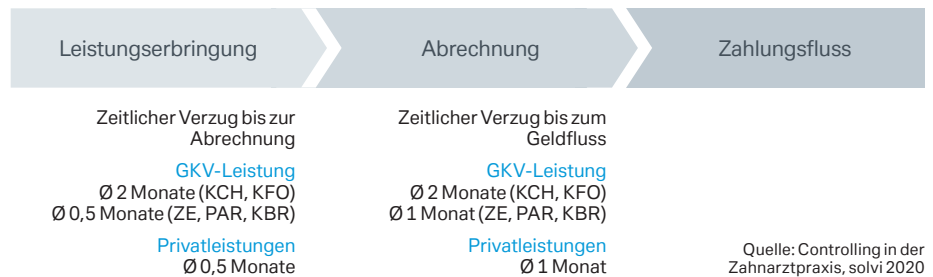 Leistungserbringung
Abrechnung
Zahlungsfluss
Zeitlicher Verzug bis zur
Abrechnung
GKV-Leistung
Ø 2 Monate (KCH, KFO)
Ø 0,5 Monate (ZE, PAR, KBR)
Privatleistungen
Ø 0,5 Monate
Zeitlicher Verzug bis zum
Geldfluss
GKV-Leistung
Ø 2 Monate (KCH, KFO)
Ø 1 Monat (ZE, PAR, KBR)
Privatleistungen
Ø 1 Monat
Quelle: Controlling in der
Zahnarztpraxis, solvi 2020